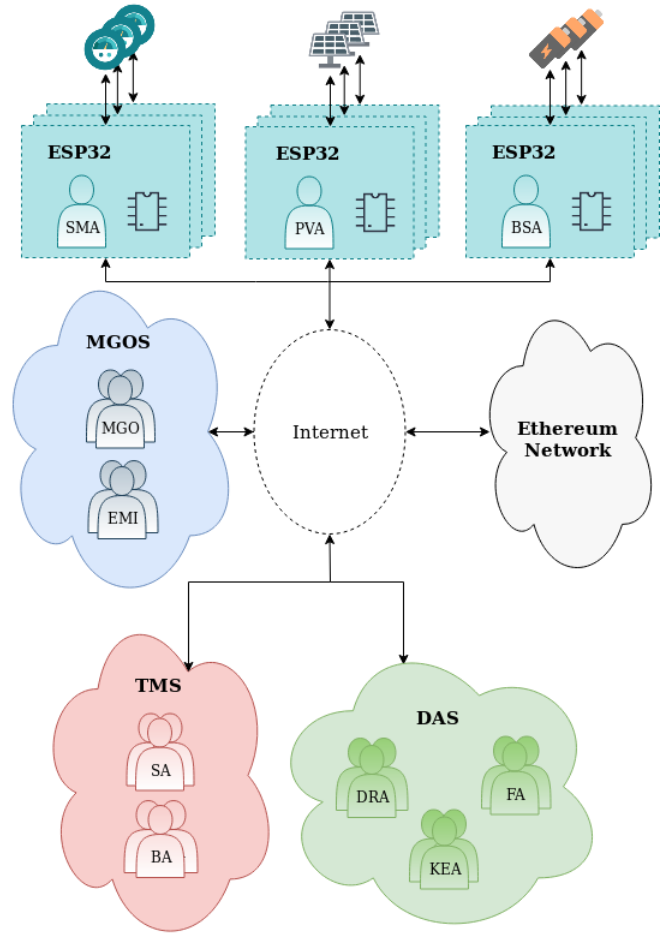 ESP32
SMA
ESP32
PVA
ESP32
BSA
MGOS
MGO
EMI
Internet
Ethereum
Network
TMS
SA
BA
DAS
DRA
FA
KEA